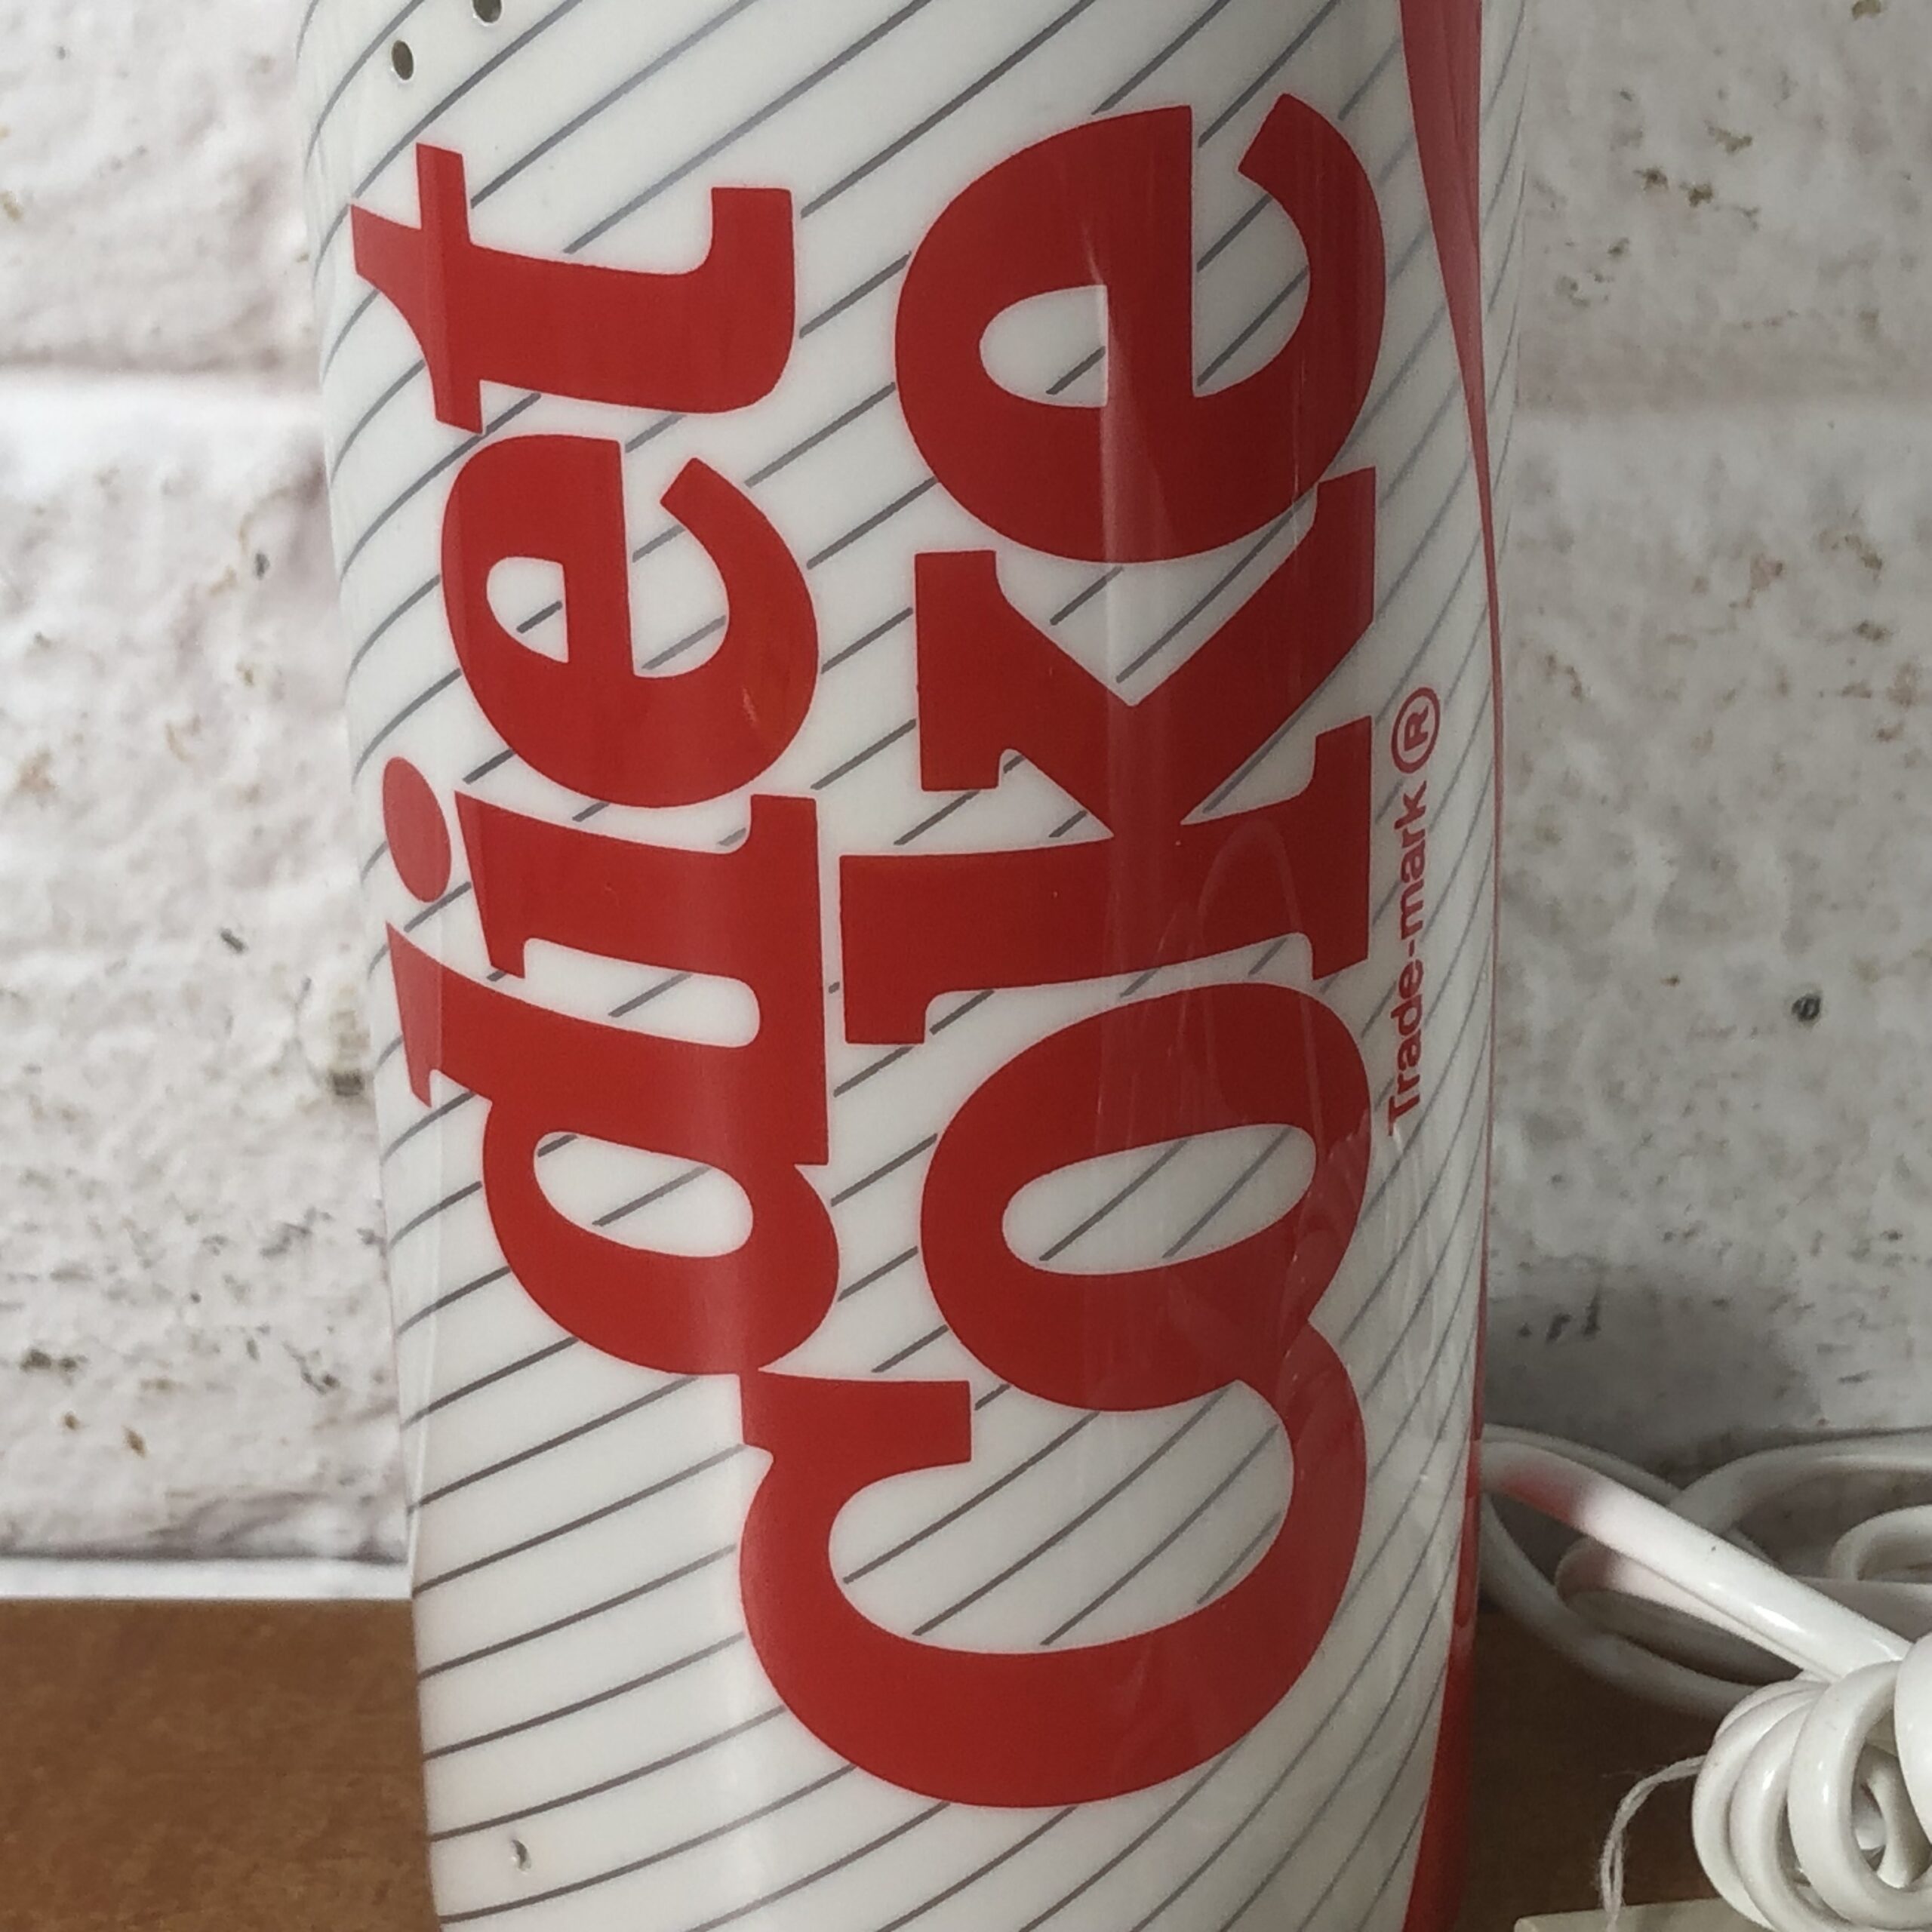 diet
Coke
Trade-mark ®